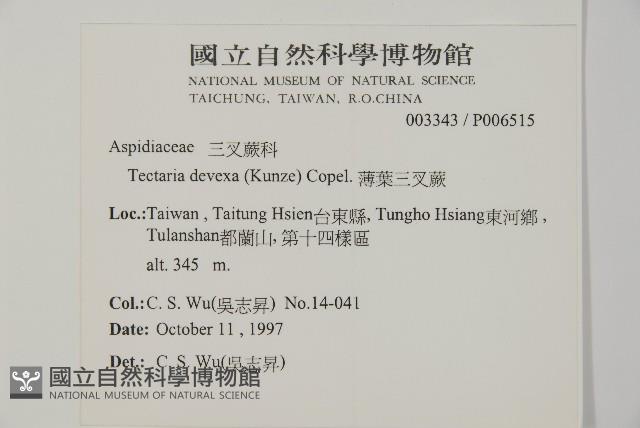 國立自然科學博物館
NATIONAL MUSEUM OF NATURAL SCIENCE
TAICHUNG, TAIWAN, R.O.CHINA
003343 / P006515
Aspidiaceae 三叉蕨科
Tectaria devexa (Kunze) Copel. 薄葉三叉蕨
Loc.:Taiwan , Taitung Hsien台東縣, Tungho Hsiang東河鄉 ,
Tulanshan都蘭山, 第十四樣區
alt. 345 m.
Col.:C. S. Wu(吳志昇) No.14-041
Date: October 11 , 1997
Det.: C. S. Wu(吳志昇)
國立自然科學博物館
NATIONAL MUSEUM OF NATURAL SCIENCE